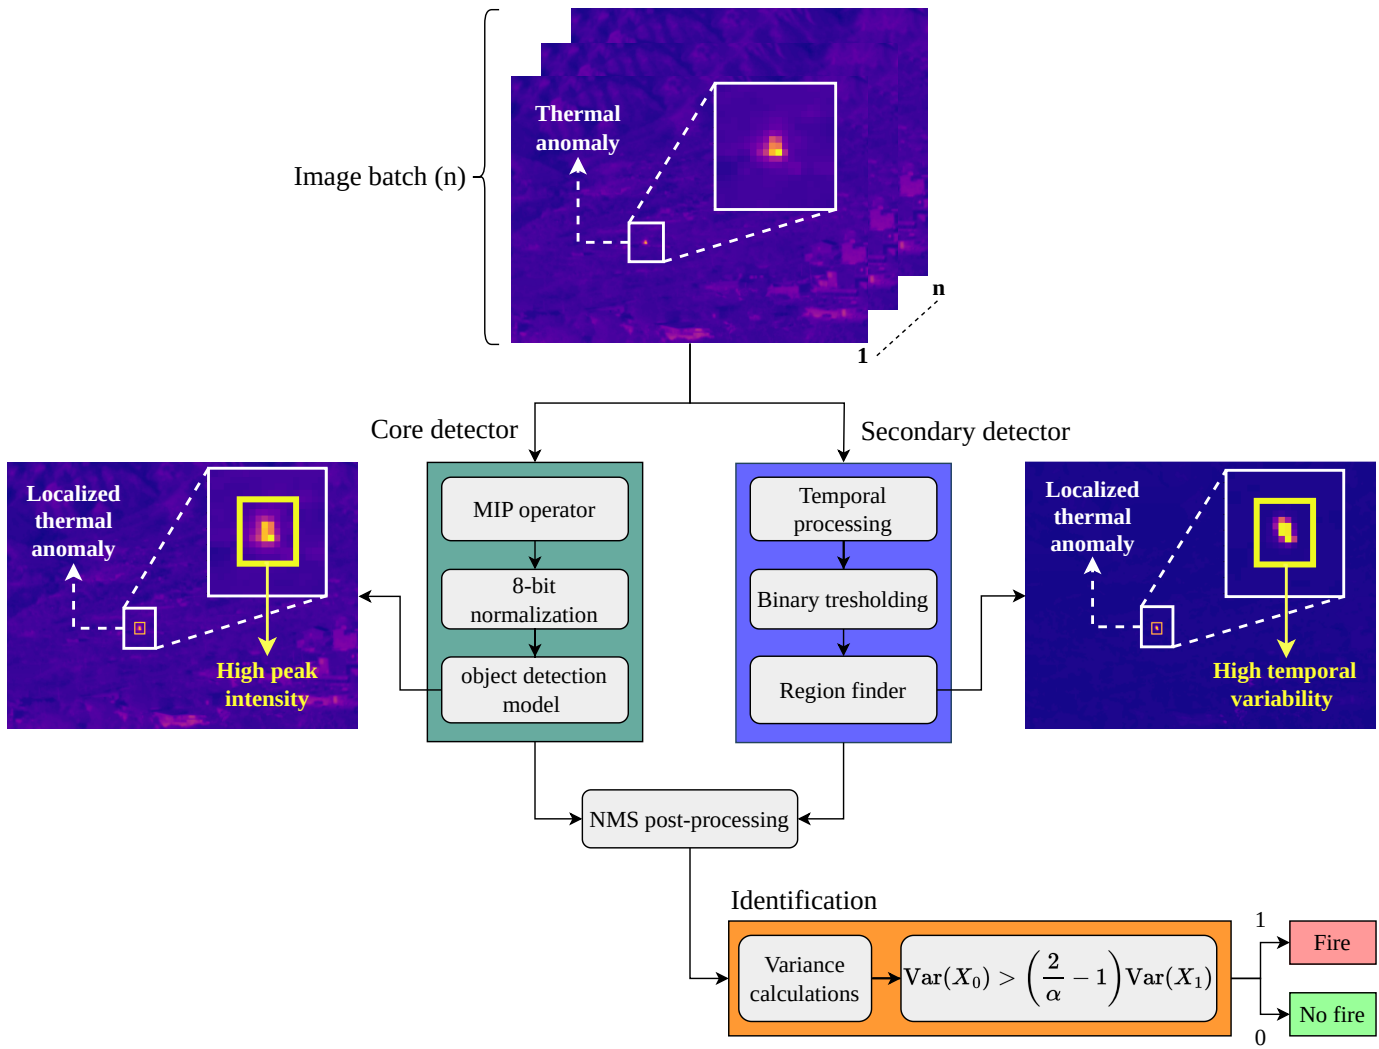 Thermal
anomaly
Image batch (n)
n
1
Core detector
Secondary detector
Localized
thermal
anomaly
High peak
intensity
MIP operator
8-bit
normalization
object detection
model
Temporal
processing
Binary tresholding
Region finder
Localized
thermal
anomaly
High temporal
variability
NMS post-processing
Identification
Variance
calculations
Var(X₀) > (2/α − 1) Var(X₁)
1
Fire
No fire
0